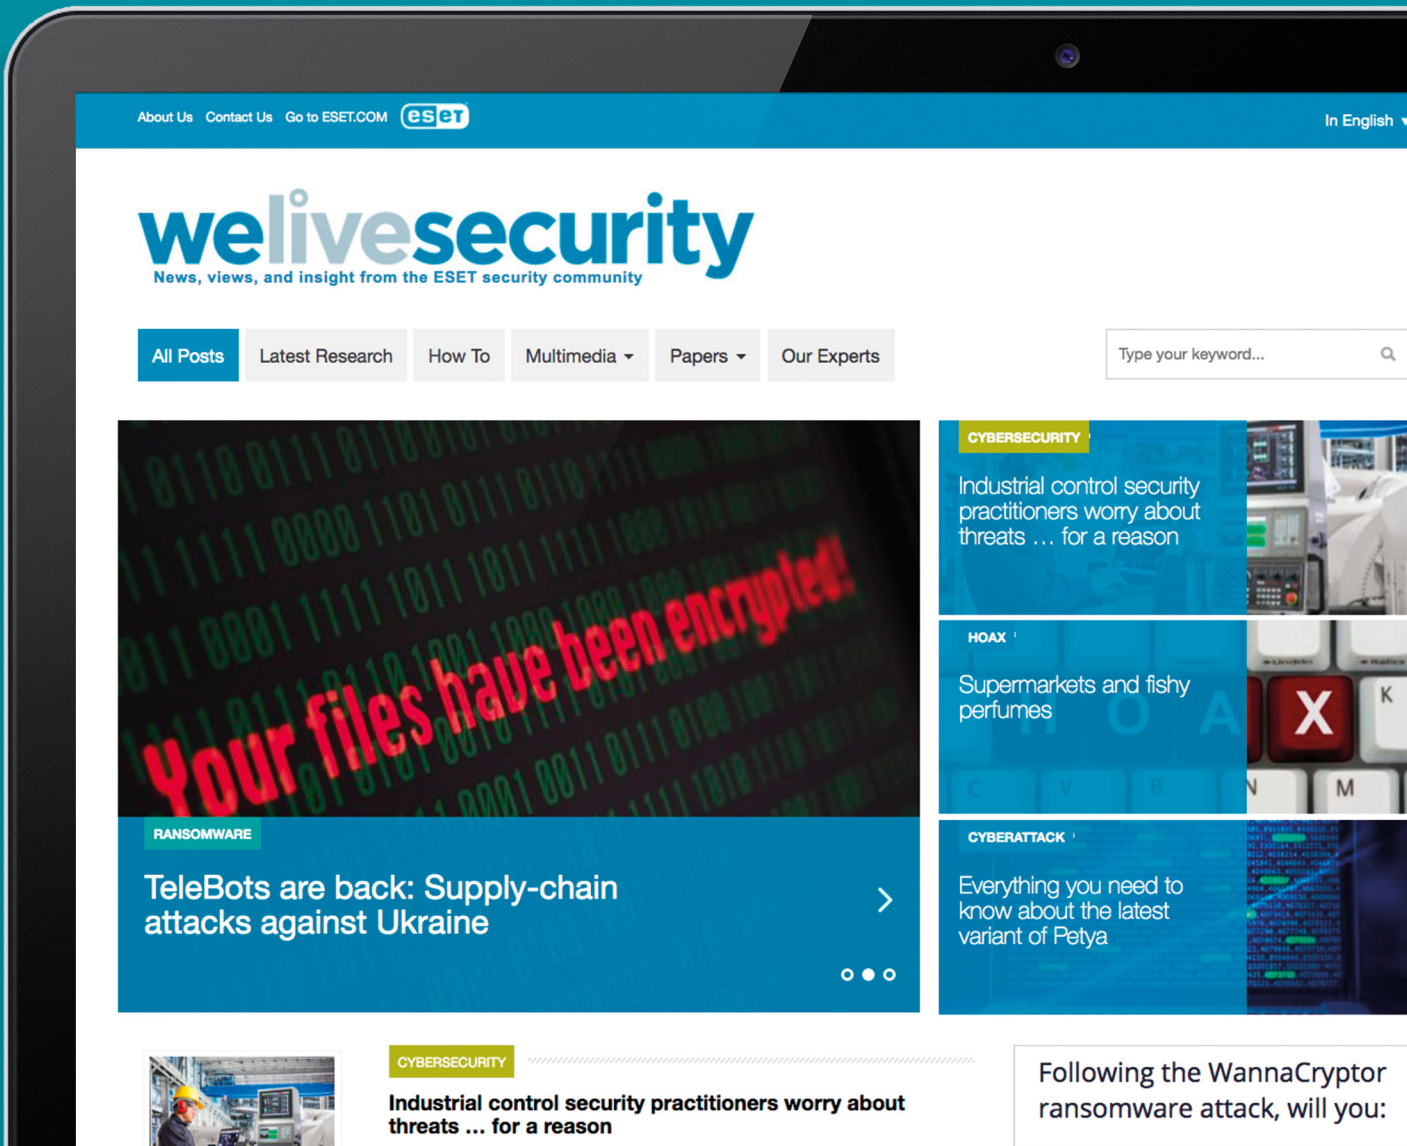 About Us Contact Us Go to ESET.COM eset
In English
welivesecurity
News, views, and insight from the ESET security community
All Posts Latest Research How To Multimedia Papers Our Experts
Type your keyword...
Your files have been encrypted!
RANSOMWARE
TeleBots are back: Supply-chain
attacks against Ukraine
CYBERSECURITY
Industrial control security
practitioners worry about
threats ... for a reason
HOAX
Supermarkets and fishy
perfumes
H O A X K
C V B N M
CYBERATTACK
Everything you need to
know about the latest
variant of Petya
CYBERSECURITY
Industrial control security practitioners worry about
threats ... for a reason
Following the WannaCryptor
ransomware attack, will you: